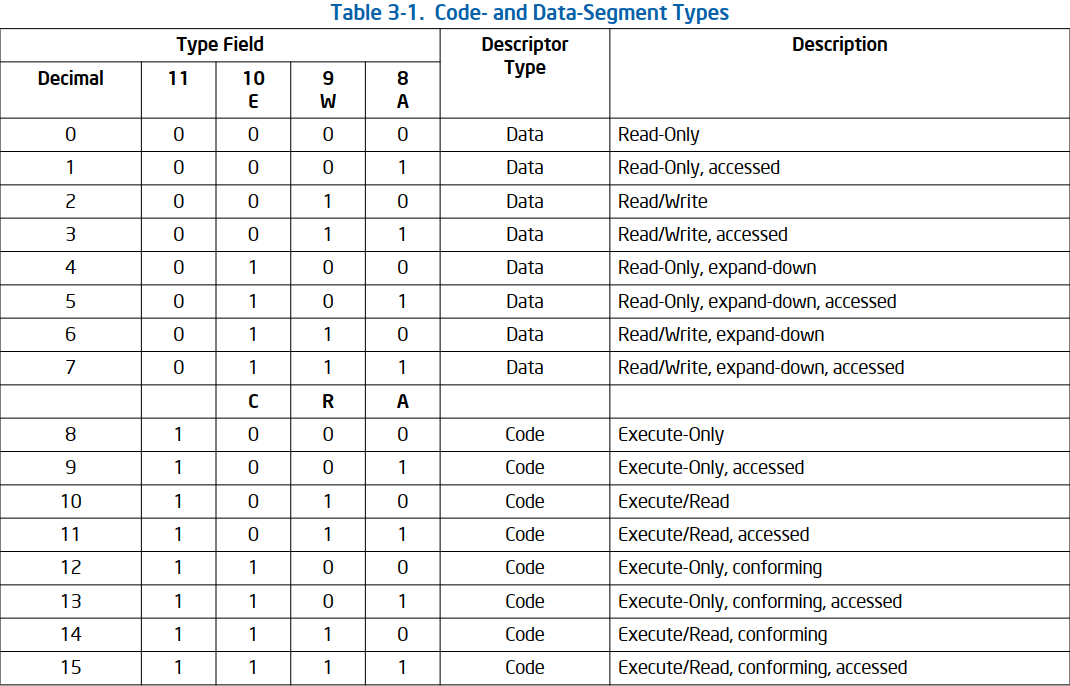 Table 3-1. Code- and Data-Segment Types
Type Field Descriptor Type Description
Decimal 11 10 E 9 W 8 A
0 0 0 0 0 Data Read-Only
1 0 0 0 1 Data Read-Only, accessed
2 0 0 1 0 Data Read/Write
3 0 0 1 1 Data Read/Write, accessed
4 0 1 0 0 Data Read-Only, expand-down
5 0 1 0 1 Data Read-Only, expand-down, accessed
6 0 1 1 0 Data Read/Write, expand-down
7 0 1 1 1 Data Read/Write, expand-down, accessed
C R A
8 1 0 0 0 Code Execute-Only
9 1 0 0 1 Code Execute-Only, accessed
10 1 0 1 0 Code Execute/Read
11 1 0 1 1 Code Execute/Read, accessed
12 1 1 0 0 Code Execute-Only, conforming
13 1 1 0 1 Code Execute-Only, conforming, accessed
14 1 1 1 0 Code Execute/Read, conforming
15 1 1 1 1 Code Execute/Read, conforming, accessed